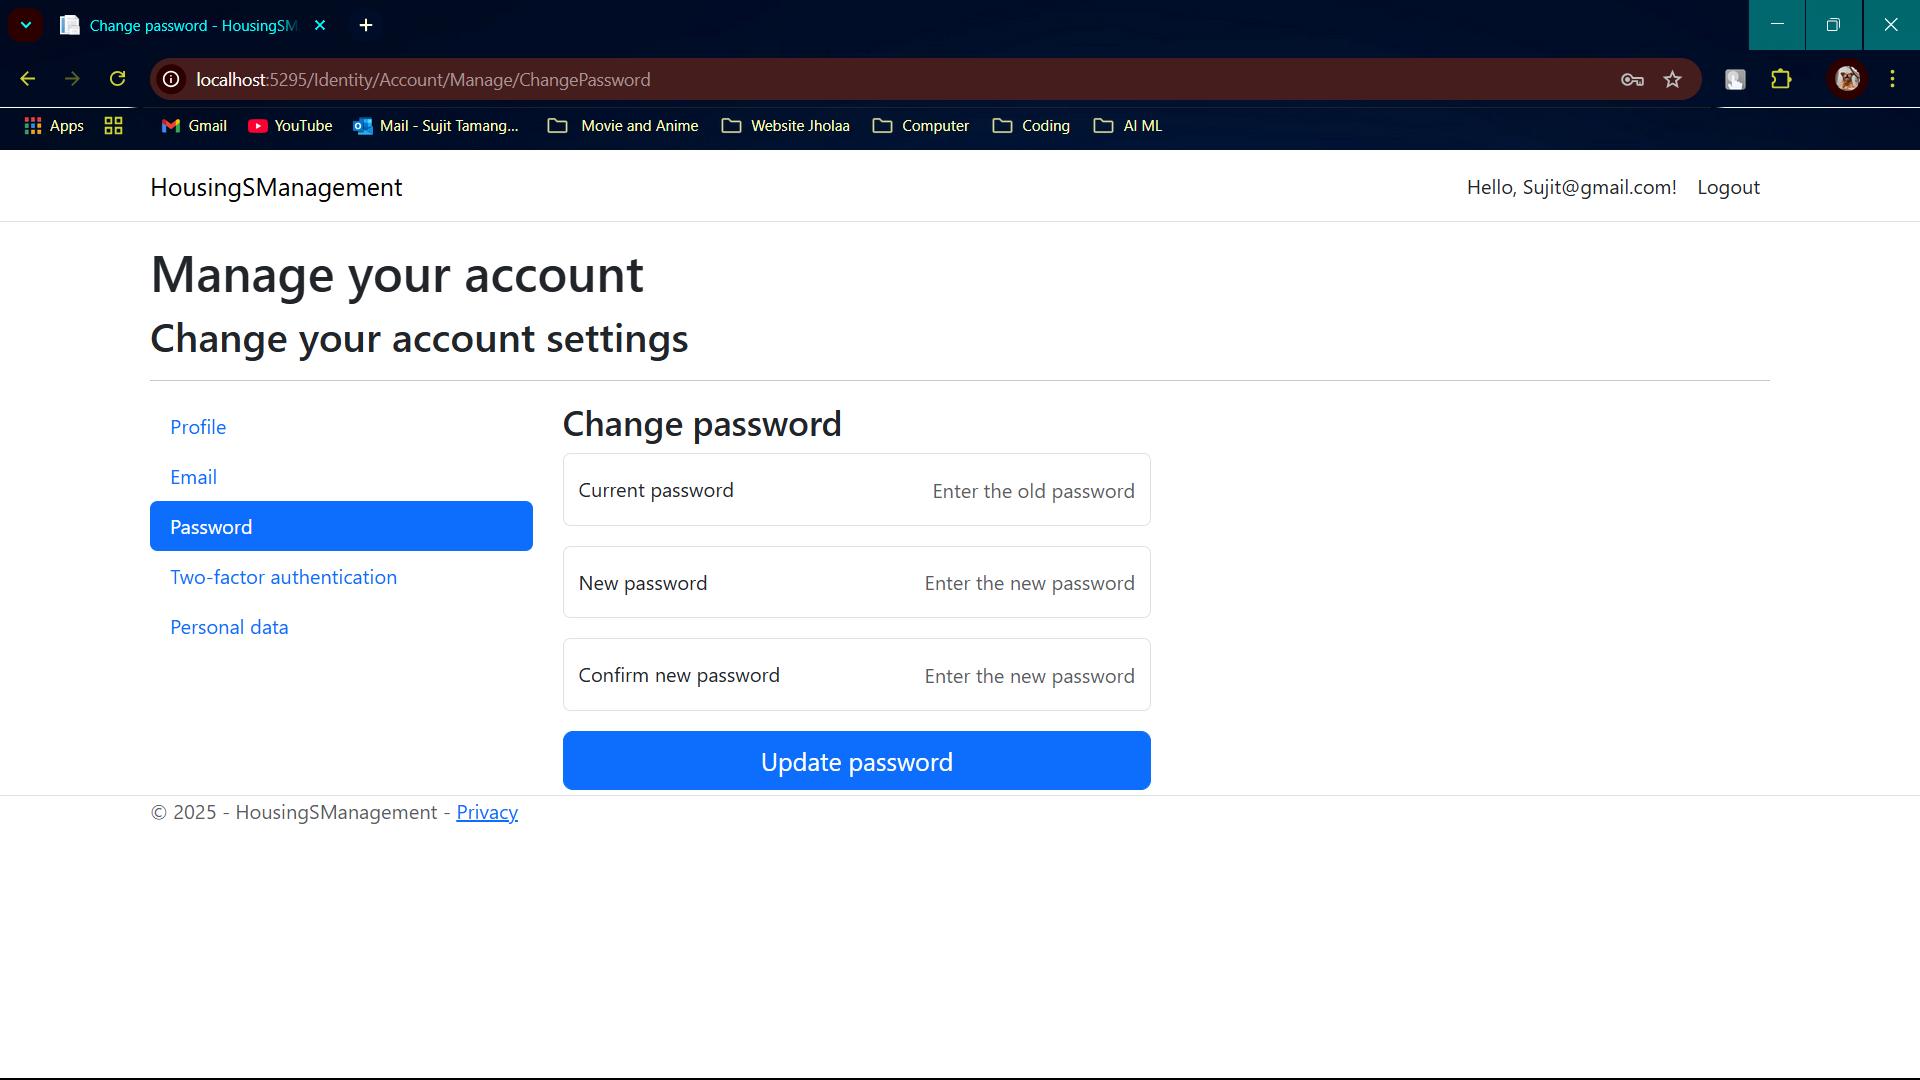 Change password - HousingSM
localhost:5295/Identity/Account/Manage/ChangePassword
Apps Gmail YouTube Mail - Sujit Tamang... Movie and Anime Website Jholaa Computer Coding AI ML
HousingSManagement Hello, Sujit@gmail.com! Logout
Manage your account
Change your account settings
Profile
Email
Password
Two-factor authentication
Personal data
Change password
Current password Enter the old password
New password Enter the new password
Confirm new password Enter the new password
Update password
© 2025 - HousingSManagement - Privacy